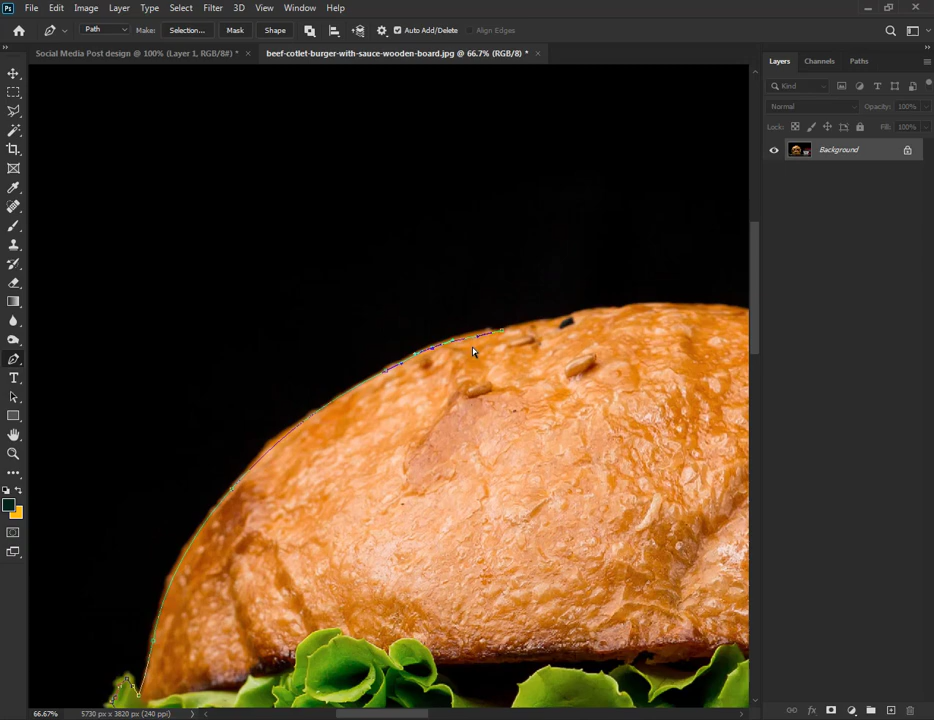 Ps File Edit Image Layer Type Select Filter 3D View Window Help
Path Make: Selection... Mask Shape Auto Add/Delete Align Edges
Social Media Post design @ 100% (Layer 1, RGB/8#) * × beef-cotlet-burger-with-sauce-wooden-board.jpg @ 66.7% (RGB/8) * ×
Layers Channels Paths
Kind
Normal Opacity: 100%
Lock: Fill: 100%
Background
T
66.67% 5730 px x 3820 px (240 ppi)
fx